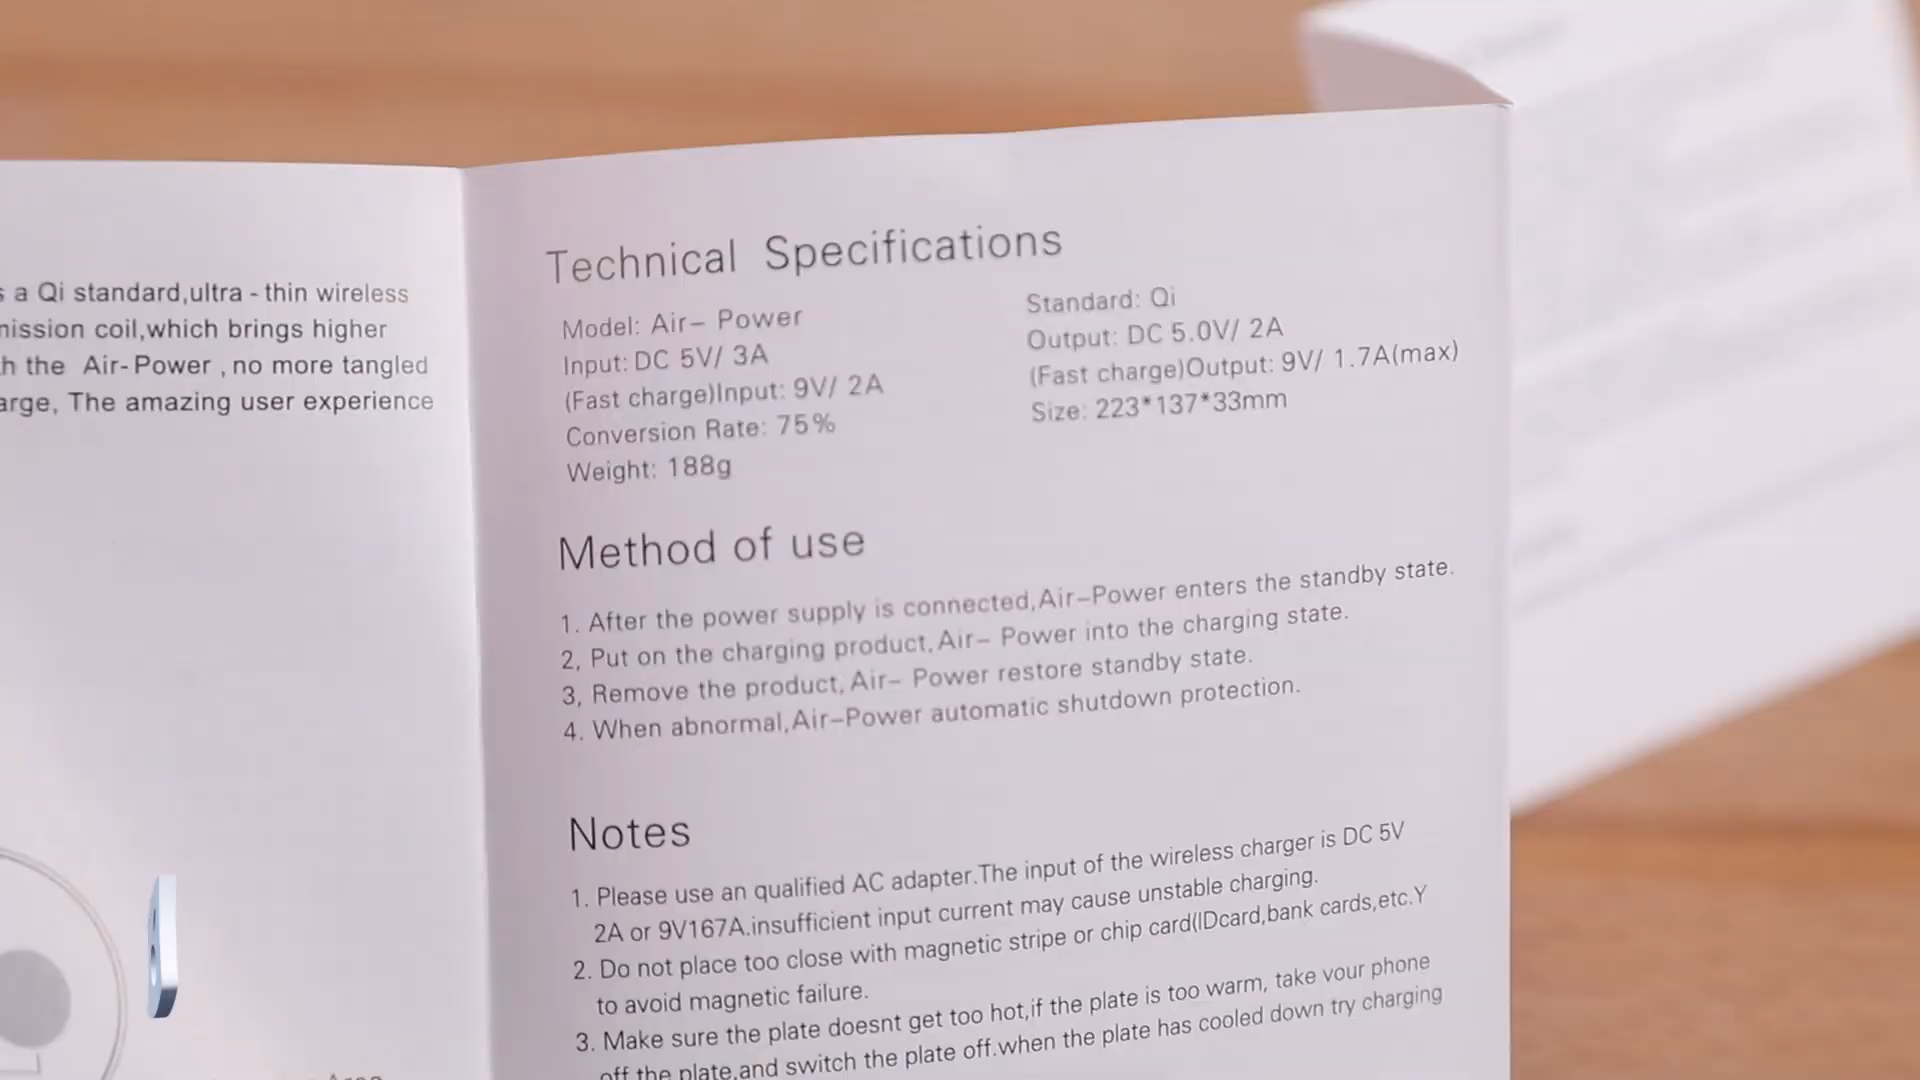 s a Qi standard,ultra - thin wireless
mission coil,which brings higher
h the Air-Power , no more tangled
arge, The amazing user experience
Technical Specifications
Model: Air- Power
Input: DC 5V/ 3A
(Fast charge)Input: 9V/ 2A
Conversion Rate: 75%
Weight: 188g
Standard: Qi
Output: DC 5.0V/ 2A
(Fast charge)Output: 9V/ 1.7A(max)
Size: 223*137*33mm
Method of use
1. After the power supply is connected,Air-Power enters the standby state.
2, Put on the charging product, Air- Power into the charging state.
3, Remove the product, Air- Power restore standby state.
4. When abnormal,Air-Power automatic shutdown protection.
Notes
1. Please use an qualified AC adapter.The input of the wireless charger is DC 5V
2A or 9V167A.insufficient input current may cause unstable charging.
2. Do not place too close with magnetic stripe or chip card(IDcard,bank cards,etc.Y
to avoid magnetic failure.
3. Make sure the plate doesnt get too hot,if the plate is too warm, take your phone
off the plate,and switch the plate off.when the plate has cooled down try charging